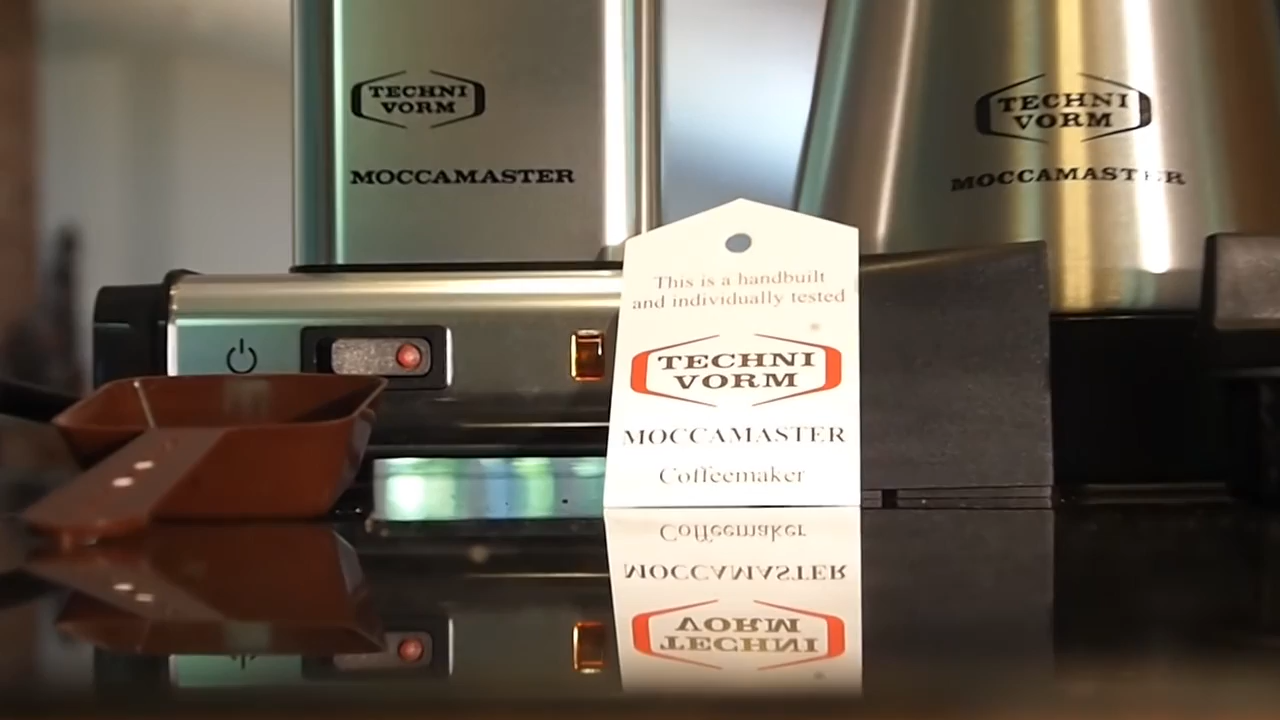 TECHNI
VORM
MOCCAMASTER
TECHNI
VORM
MOCCAMASTER
This is a handbuilt
and individually tested
TECHNI
VORM
MOCCAMASTER
Coffeemaker
Coffeemaker
MOCCAMASTER
VORM
TECHNI